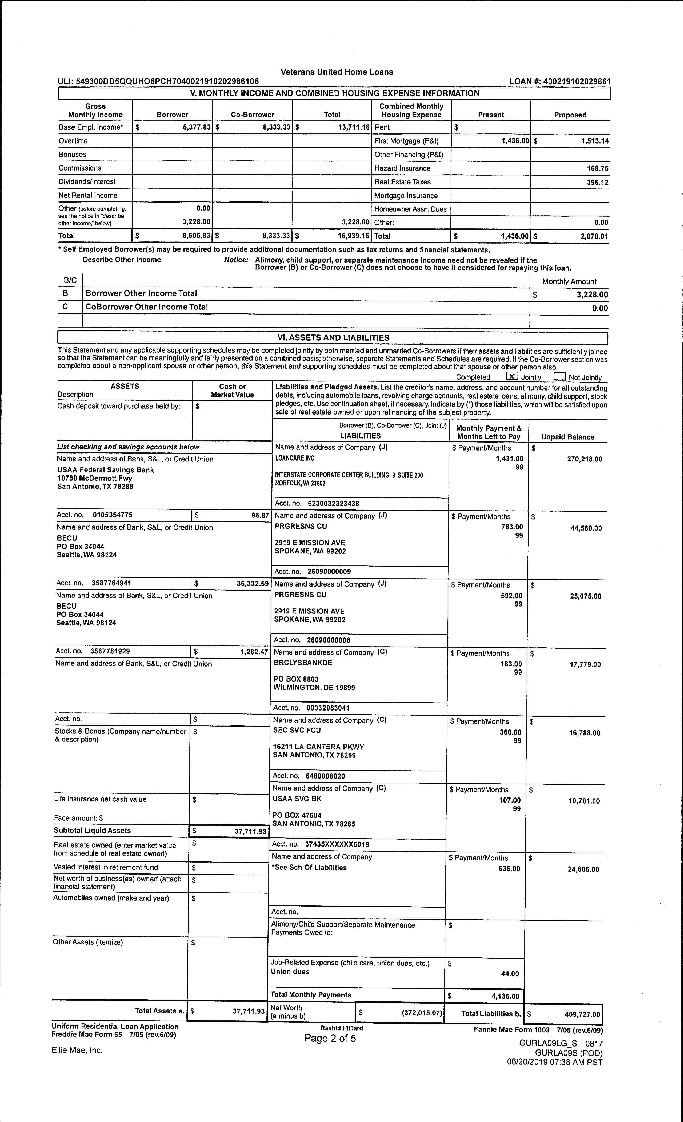 Veterans United Home Loans
ULI: 549300DD5QQUHO6PCH7040021910202986106 LOAN #: 400219102029861
V. MONTHLY INCOME AND COMBINED HOUSING EXPENSE INFORMATION
Gross Monthly Income Borrower Co-Borrower Total Combined Monthly Housing Expense Present Proposed
Base Empl. Income* $ 5,377.83 $ 8,333.33 $ 13,711.16 Rent $
Overtime First Mortgage (P&I) 1,436.00 $ 1,513.14
Bonuses Other Financing (P&I)
Commissions Hazard Insurance 168.75
Dividends/Interest Real Estate Taxes 396.12
Net Rental Income Mortgage Insurance
Other (before completing, 0.00 Homeowner Assn. Dues
see the notice in "describe
other income," below) 3,228.00 3,228.00 Other: 0.00
Total $ 8,605.83 $ 8,333.33 $ 16,939.16 Total $ 1,436.00 $ 2,078.01
* Self Employed Borrower(s) may be required to provide additional documentation such as tax returns and financial statements.
Describe Other Income Notice: Alimony, child support, or separate maintenance income need not be revealed if the
Borrower (B) or Co-Borrower (C) does not choose to have it considered for repaying this loan.
B/C Monthly Amount
B Borrower Other Income Total $ 3,228.00
C CoBorrower Other Income Total 0.00
VI. ASSETS AND LIABILITIES
This Statement and any applicable supporting schedules may be completed jointly by both married and unmarried Co-Borrowers if their assets and liabilities are sufficiently joined
so that the Statement can be meaningfully and fairly presented on a combined basis; otherwise, separate Statements and Schedules are required. If the Co-Borrower section was
completed about a non-applicant spouse or other person, this Statement and supporting schedules must be completed about that spouse or other person also.
Completed X Jointly Not Jointly
ASSETS Cash or Market Value
Description
Cash deposit toward purchase held by: $
Liabilities and Pledged Assets. List the creditor's name, address, and account number for all outstanding
debts, including automobile loans, revolving charge accounts, real estate loans, alimony, child support, stock
pledges, etc. Use continuation sheet, if necessary. Indicate by (*) those liabilities, which will be satisfied upon
sale of real estate owned or upon refinancing of the subject property.
Borrower (B), Co-Borrower (C), Joint (J)
LIABILITIES Monthly Payment & Months Left to Pay Unpaid Balance
List checking and savings accounts below Name and address of Company (J) $ Payment/Months $
Name and address of Bank, S&L, or Credit Union LOANCARE INC 1,431.00 270,218.00
USAA Federal Savings Bank 99
10750 McDermott Fwy INTERSTATE CORPORATE CENTER BUILDING 9 SUITE 200
San Antonio, TX 78288 NORFOLK, VA 23502
Acct. no. 6230032323438
Acct. no. 0105354775 $ 96.87 Name and address of Company (J) $ Payment/Months $
Name and address of Bank, S&L, or Credit Union PRGRESNS CU 783.00 44,560.00
BECU 99
PO Box 34044 2919 E MISSION AVE
Seattle, WA 98124 SPOKANE, WA 99202
Acct. no. 26090000009
Acct. no. 3587764941 $ 36,332.59 Name and address of Company (J) $ Payment/Months $
Name and address of Bank, S&L, or Credit Union PRGRESNS CU 592.00 25,075.00
BECU 99
PO Box 34044 2919 E MISSION AVE
Seattle, WA 98124 SPOKANE, WA 99202
Acct. no. 26090000006
Acct. no. 3587781929 $ 1,282.47 Name and address of Company (C) $ Payment/Months $
Name and address of Bank, S&L, or Credit Union BRCLYSBANKDE 183.00 17,779.00
99
PO BOX 8803
WILMINGTON, DE 19899
Acct. no. 00032083041
Acct. no. $ Name and address of Company (C) $ Payment/Months $
Stocks & Bonds (Company name/number $ SEC SVC FCU 360.00 16,788.00
& description) 99
16211 LA CANTERA PKWY
SAN ANTONIO, TX 78256
Acct. no. 6480006020
Name and address of Company (C) $ Payment/Months $
Life insurance net cash value $ USAA SVG BK 107.00 10,701.00
99
Face amount: $ PO BOX 47504
SAN ANTONIO, TX 78265
Subtotal Liquid Assets $ 37,711.93
Real estate owned (enter market value $ Acct. no. 37435XXXXXX5019
from schedule of real estate owned) Name and address of Company $ Payment/Months $
Vested interest in retirement fund $ *See Sch Of Liabilities 636.00 24,606.00
Net worth of business(es) owned (attach $
financial statement)
Automobiles owned (make and year) $
Acct. no.
Alimony/Child Support/Separate Maintenance $
Payments Owed to:
Other Assets (itemize) $
Job-Related Expense (child care, union dues, etc.) $
Union dues 44.00
Total Monthly Payments $ 4,136.00
Total Assets a. $ 37,711.93 Net Worth (a minus b) $ (372,015.07) Total Liabilities b. $ 409,727.00
Uniform Residential Loan Application Fannie Mae Form 1003 7/05 (rev.6/09)
Freddie Mac Form 65 7/05 (rev.6/09)
Page 2 of 5
Ellie Mae, Inc. GURLA09LG_S 0817
GURLA09S (POD)
06/20/2019 07:38 AM PST